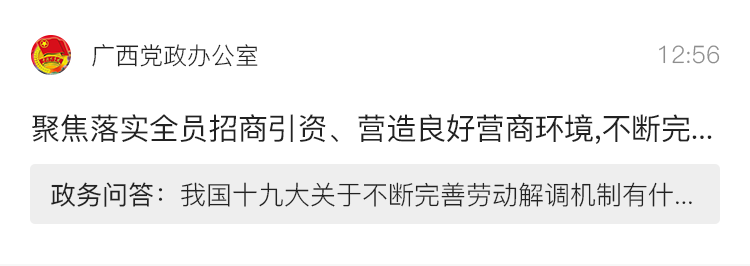 广西党政办公室
12:56
聚焦落实全员招商引资、营造良好营商环境,不断完...
政务问答：我国十九大关于不断完善劳动解调机制有什...